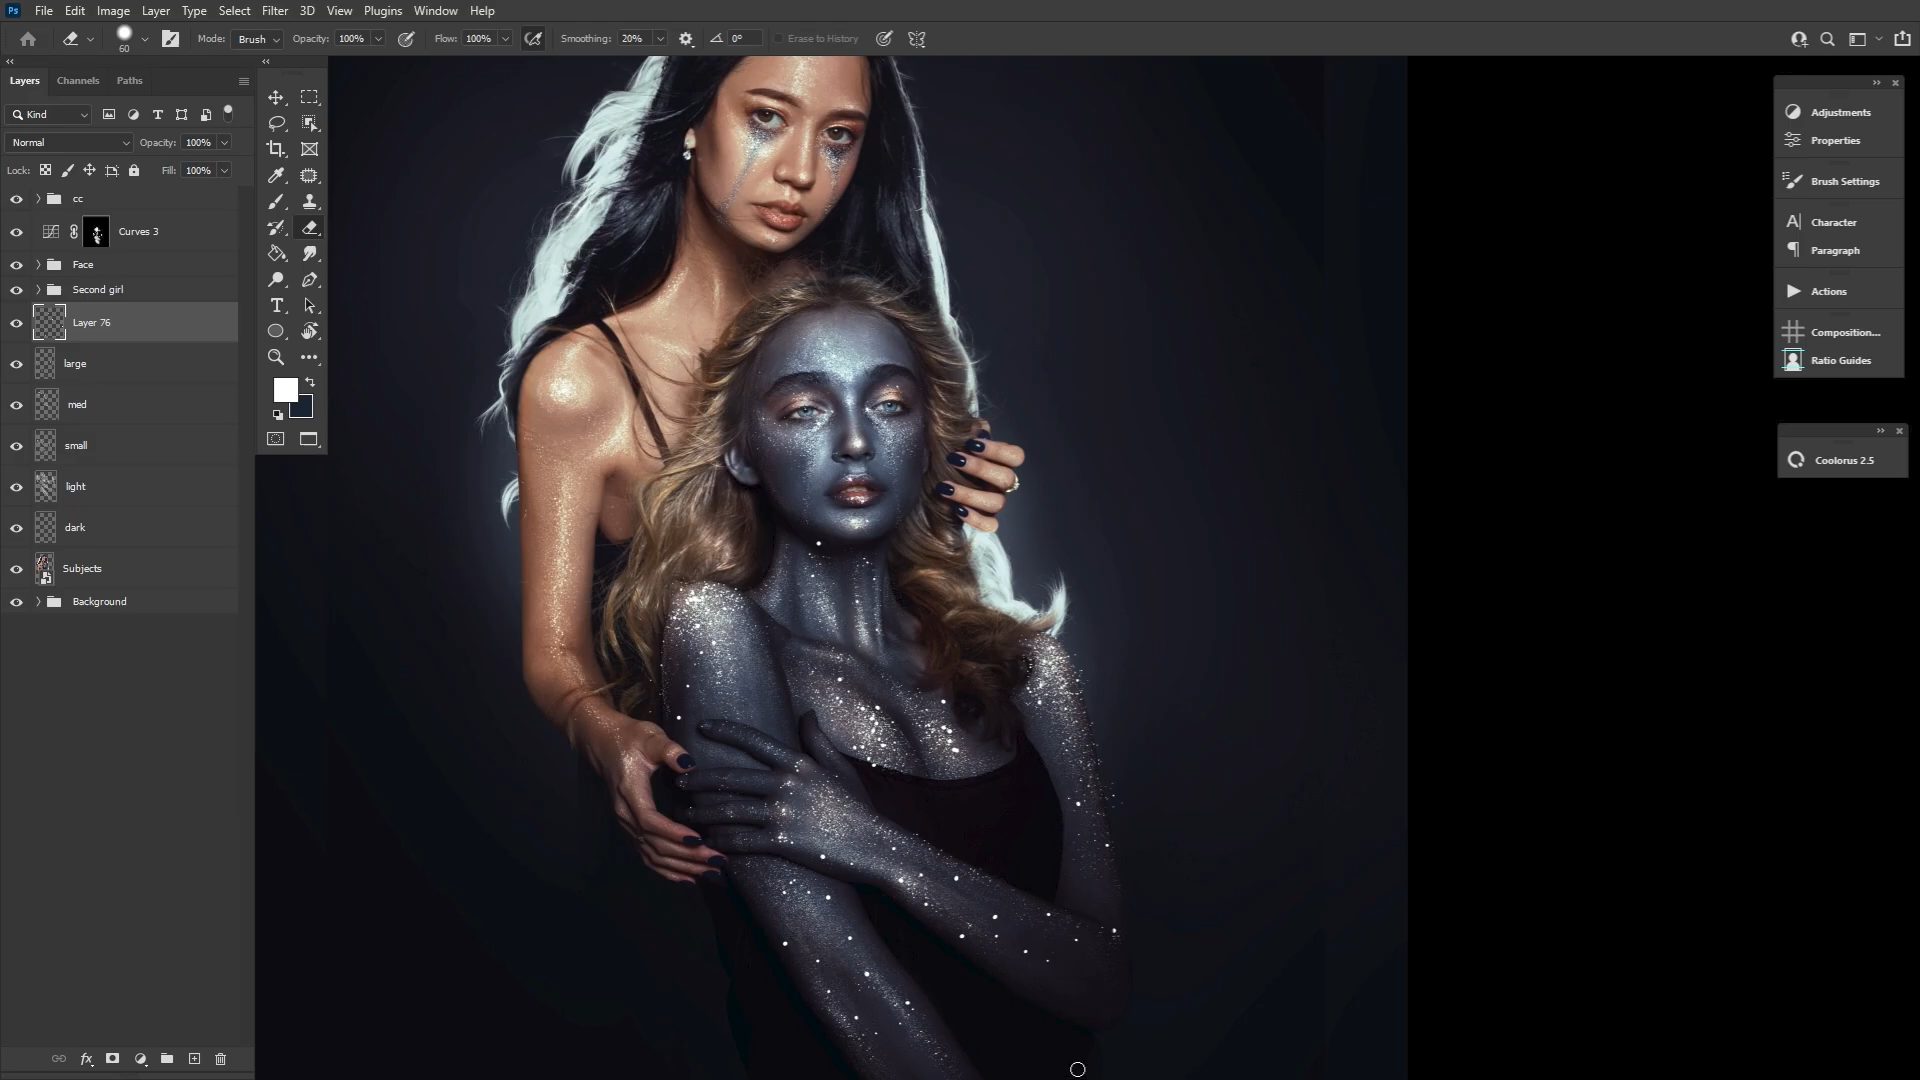 Ps File Edit Image Layer Type Select Filter 3D View Plugins Window Help
60 Mode: Brush Opacity: 100% Flow: 100% Smoothing: 20% 0° Erase to History
Layers Channels Paths
Kind
Normal Opacity: 100%
Lock: Fill: 100%
cc
Curves 3
Face
Second girl
Layer 76
large
med
small
light
dark
Subjects
Background
fx
Adjustments
Properties
Brush Settings
Character
Paragraph
Actions
Composition...
Ratio Guides
Coolorus 2.5